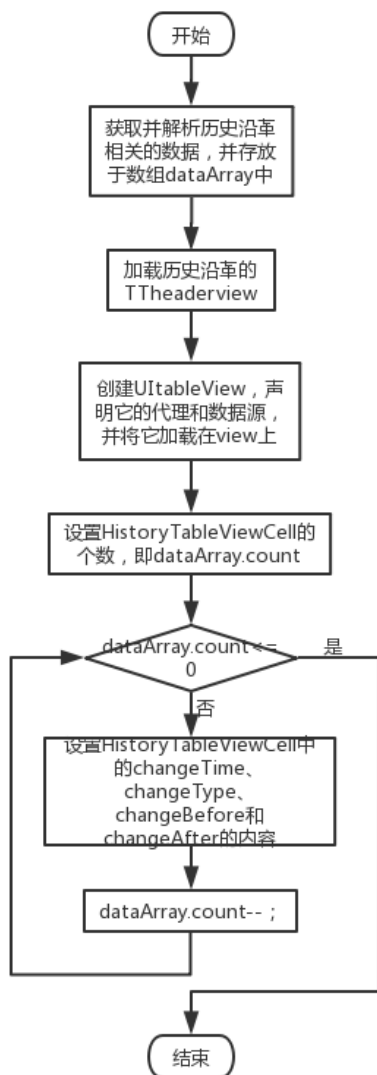 开始
获取并解析历史沿革
相关的数据，并存放
于数组dataArray中
加载历史沿革的
TTheaderview
创建UItableView，声
明它的代理和数据源，
并将它加载在view上
设置HistoryTableViewCell的
个数，即dataArray.count
dataArray.count<=
0
是
否
设置HistoryTableViewCell中
的changeTime、
changeType、
changeBefore和
changeAfter的内容
dataArray.count--；
结束